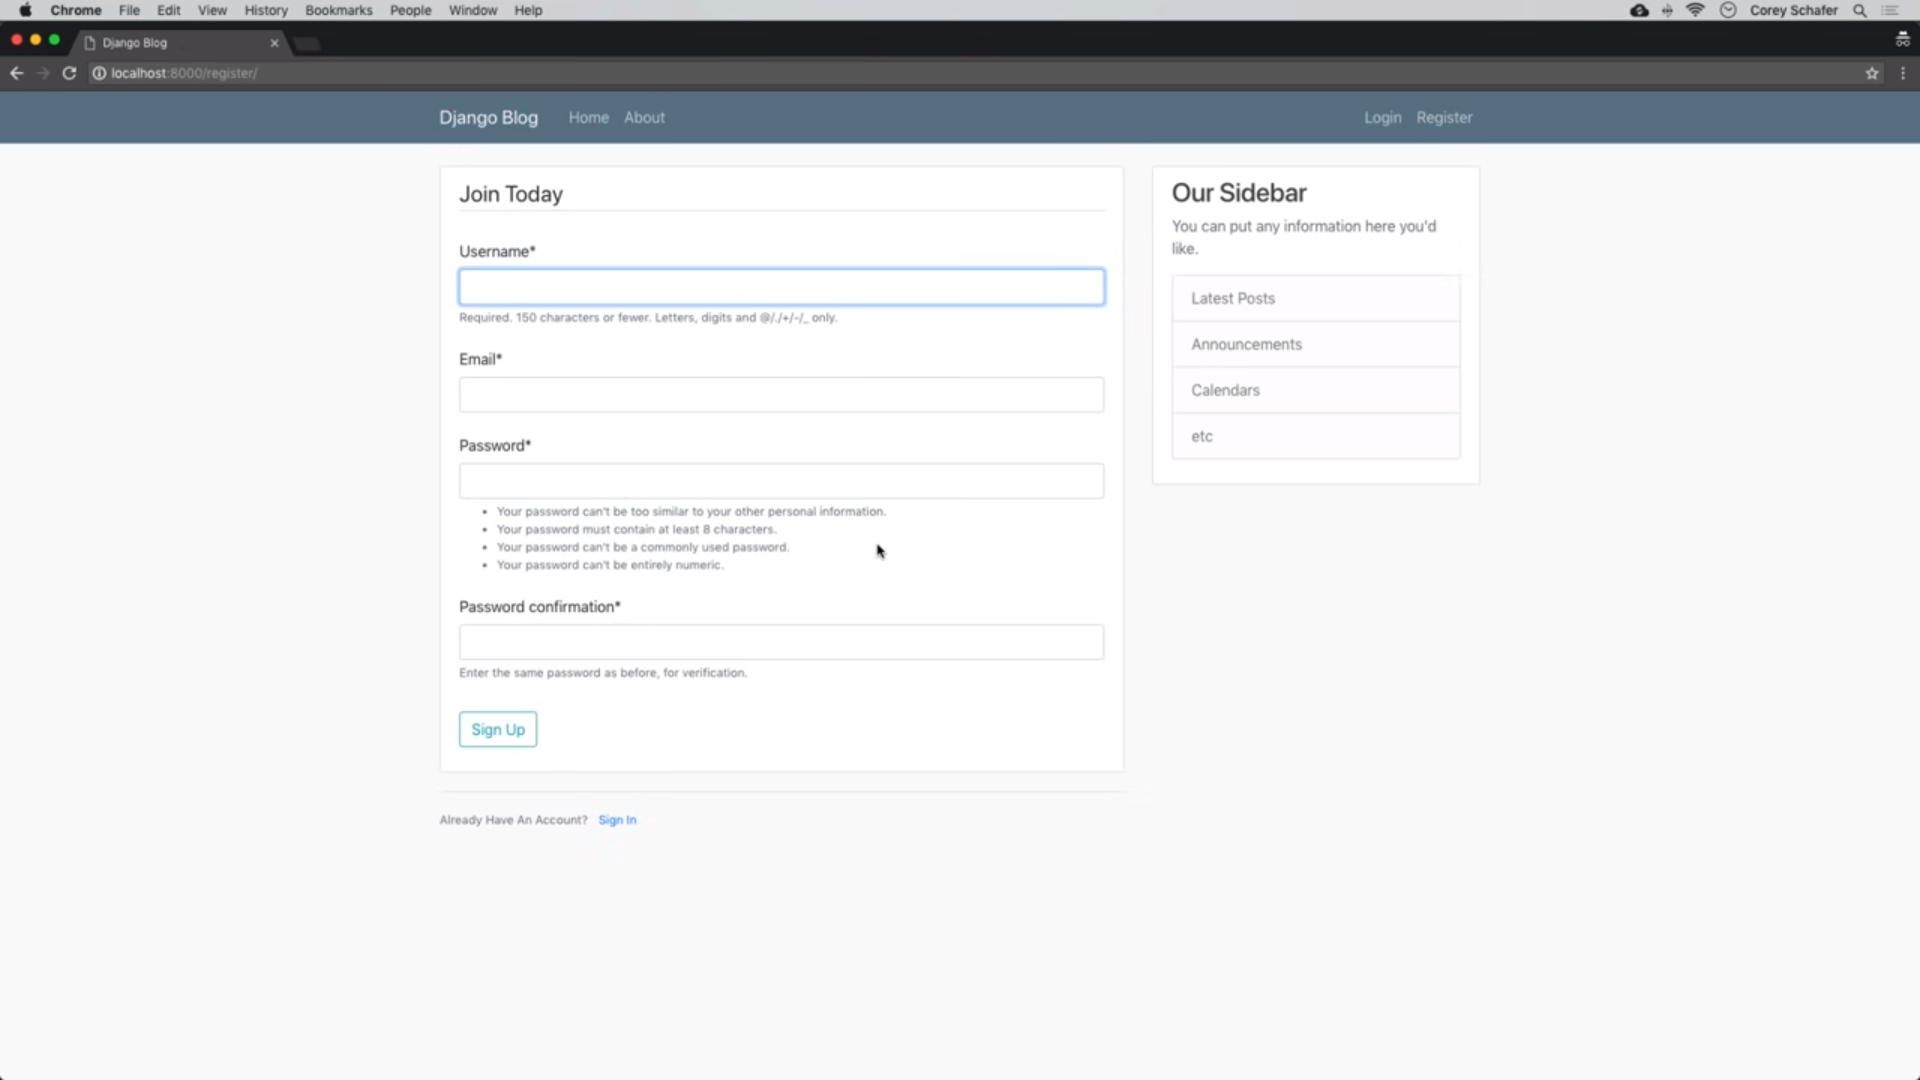 Chrome File Edit View History Bookmarks People Window Help Corey Schafer
Django Blog
localhost:8000/register/
Django Blog Home About Login Register
Join Today
Username*
Required. 150 characters or fewer. Letters, digits and @/./+/-/_ only.
Email*
Password*
• Your password can't be too similar to your other personal information.
• Your password must contain at least 8 characters.
• Your password can't be a commonly used password.
• Your password can't be entirely numeric.
Password confirmation*
Enter the same password as before, for verification.
Sign Up
Already Have An Account? Sign In
Our Sidebar
You can put any information here you'd
like.
Latest Posts
Announcements
Calendars
etc